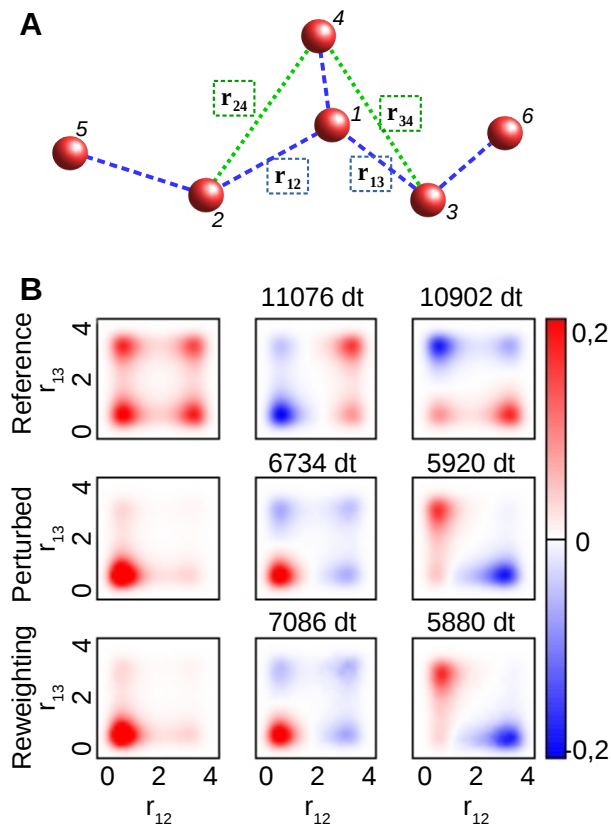 A
4
r24
r34
1
6
5
r12
r13
2
3
B
11076 dt
10902 dt
Reference
r13
4
2
0
0,2
6734 dt
5920 dt
Perturbed
r13
4
2
0
0
7086 dt
5880 dt
Reweighting
r13
4
2
0
-0,2
0 2 4
0 2 4
0 2 4
r12
r12
r12